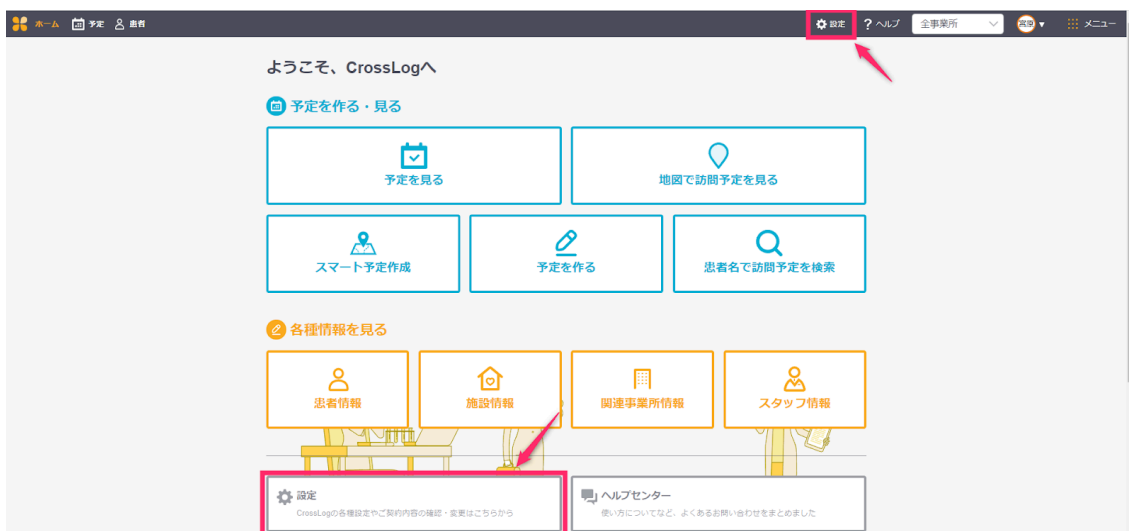 ホーム 予定 患者 設定 ? ヘルプ 全事業所 宮原 ▼ メニュー
ようこそ、CrossLogへ
予定を作る・見る
予定を見る 地図で訪問予定を見る
スマート予定作成 予定を作る 患者名で訪問予定を検索
各種情報を見る
患者情報 施設情報 関連事業所情報 スタッフ情報
設定 ヘルプセンター
CrossLogの各種設定やご契約内容の確認・変更はこちらから 使い方についてなど、よくあるお問い合わせをまとめました